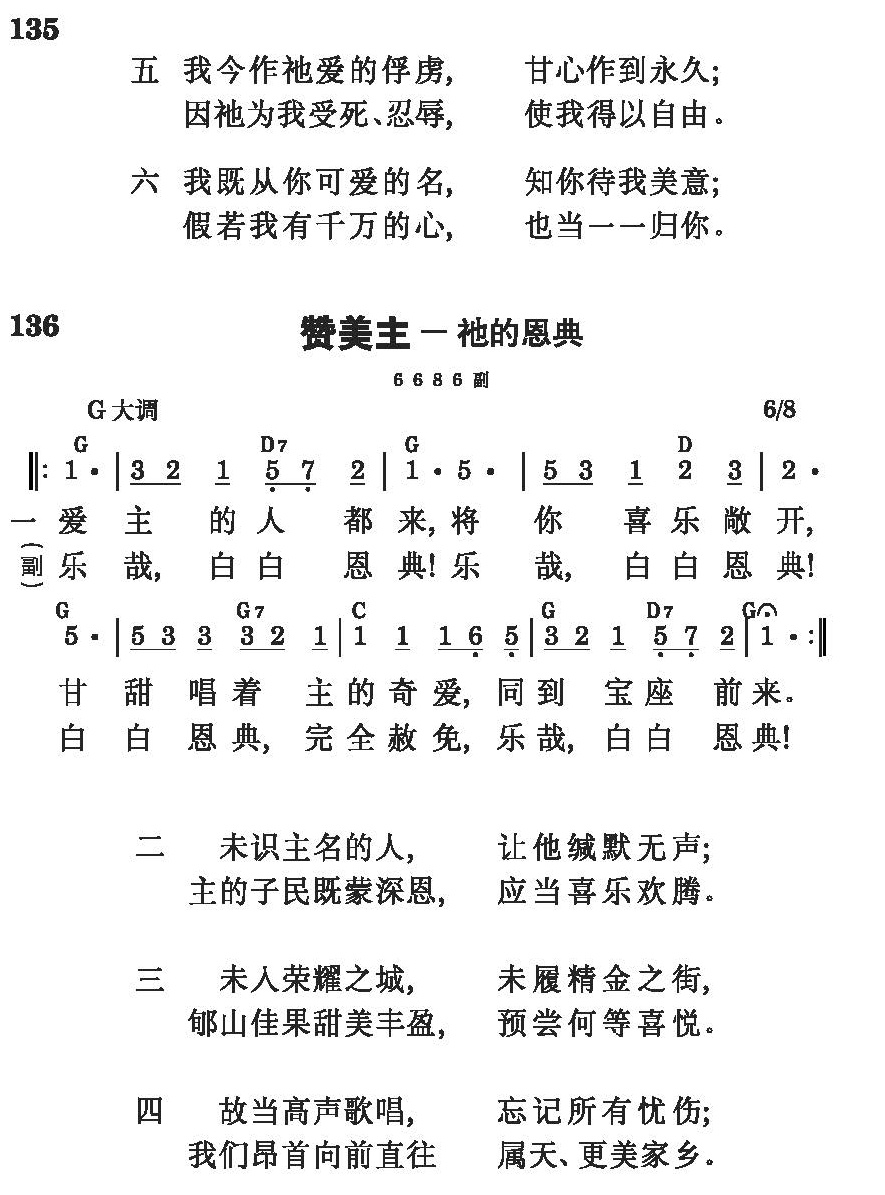 135
五 我今作祂爱的俘虏, 甘心作到永久;
因祂为我受死、忍辱, 使我得以自由。
六 我既从你可爱的名, 知你待我美意;
假若我有千万的心, 也当一一归你。
136 赞美主－祂的恩典
6 6 8 6 副
G 大调 6/8
G D7 G D
‖: 1· | 3 2 1 5̣ 7̣ 2 | 1· 5· | 5 3 1 2 3 | 2·
一 爱主的人都来,将你喜乐敞开,
(副) 乐哉,白白恩典!乐哉,白白恩典!
G G7 C G D7 G
5· | 5 3 3 3 2 1 | 1 1 1 6̣ 5̣ | 3 2 1 5̣ 7̣ 2 | 1· :‖
甘甜唱着主的奇爱,同到宝座前来。
白白恩典,完全赦免,乐哉,白白恩典!
二 未识主名的人, 让他缄默无声;
主的子民既蒙深恩, 应当喜乐欢腾。
三 未入荣耀之城, 未履精金之街,
郇山佳果甜美丰盈, 预尝何等喜悦。
四 故当高声歌唱, 忘记所有忧伤;
我们昂首向前直往 属天、更美家乡。